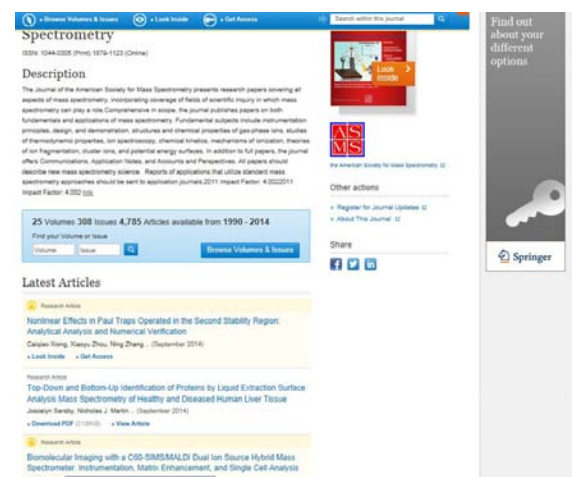 » Browse Volumes & Issues » Look Inside » Get Access Search within this journal
Spectrometry
ISSN: 1044-0305 (Print) 1879-1123 (Online)
Description
The Journal of the American Society for Mass Spectrometry presents research papers covering all
aspects of mass spectrometry, incorporating coverage of fields of scientific inquiry in which mass
spectrometry can play a role.Comprehensive in scope, the journal publishes papers on both
fundamentals and applications of mass spectrometry. Fundamental subjects include instrumentation
principles, design, and demonstration, structures and chemical properties of gas-phase ions, studies
of thermodynamic properties, ion spectroscopy, chemical kinetics, mechanisms of ionization, theories
of ion fragmentation, cluster ions, and potential energy surfaces. In addition to full papers, the journal
offers Communications, Application Notes, and Accounts and Perspectives. All papers should
describe new mass spectrometry science. Reports of applications that utilize standard mass
spectrometry approaches should be sent to application journals.2011 Impact Factor: 4.0022011
Impact Factor: 4.002 hide
25 Volumes 308 Issues 4,785 Articles available from 1990 - 2014
Find your Volume or Issue
Volume Issue Browse Volumes & Issues
Latest Articles
Research Article
Nonlinear Effects in Paul Traps Operated in the Second Stability Region:
Analytical Analysis and Numerical Verification
Caiqiao Xiong, Xiaoyu Zhou, Ning Zhang... (September 2014)
» Look Inside » Get Access
Research Article
Top-Down and Bottom-Up Identification of Proteins by Liquid Extraction Surface
Analysis Mass Spectrometry of Healthy and Diseased Human Liver Tissue
Joscelyn Sarsby, Nicholas J. Martin... (September 2014)
» Download PDF » View Article
Research Article
Biomolecular Imaging with a C60-SIMS/MALDI Dual Ion Source Hybrid Mass
Spectrometer: Instrumentation, Matrix Enhancement, and Single Cell Analysis
Look
Inside
AS
MS
the American Society for Mass Spectrometry
Other actions
» Register for Journal Updates
» About This Journal
Share
Find out
about your
different
options
Springer